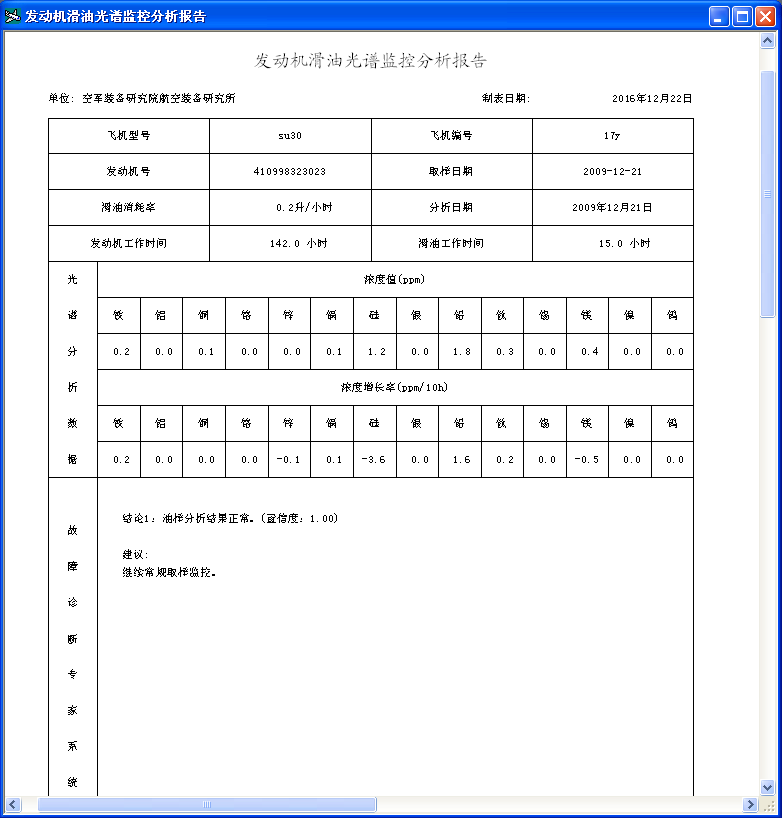 发动机滑油光谱监控分析报告
发动机滑油光谱监控分析报告
单位: 空军装备研究院航空装备研究所 制表日期: 2016年12月22日
飞机型号 su30 飞机编号 17y
发动机号 410998323023 取样日期 2009-12-21
滑油消耗率 0.2升/小时 分析日期 2009年12月21日
发动机工作时间 142.0 小时 滑油工作时间 15.0 小时
光谱分析数据
浓度值(ppm)
铁 铝 铜 铬 锌 镉 硅 银 铅 钛 锡 镁 镍 钨
0.2 0.0 0.1 0.0 0.0 0.1 1.2 0.0 1.8 0.3 0.0 0.4 0.0 0.0
浓度增长率(ppm/10h)
铁 铝 铜 铬 锌 镉 硅 银 铅 钛 锡 镁 镍 钨
0.2 0.0 0.0 0.0 -0.1 0.1 -3.6 0.0 1.6 0.2 0.0 -0.5 0.0 0.0
故障诊断专家系统
结论1: 油样分析结果正常。(置信度: 1.00)
建议:
继续常规取样监控。